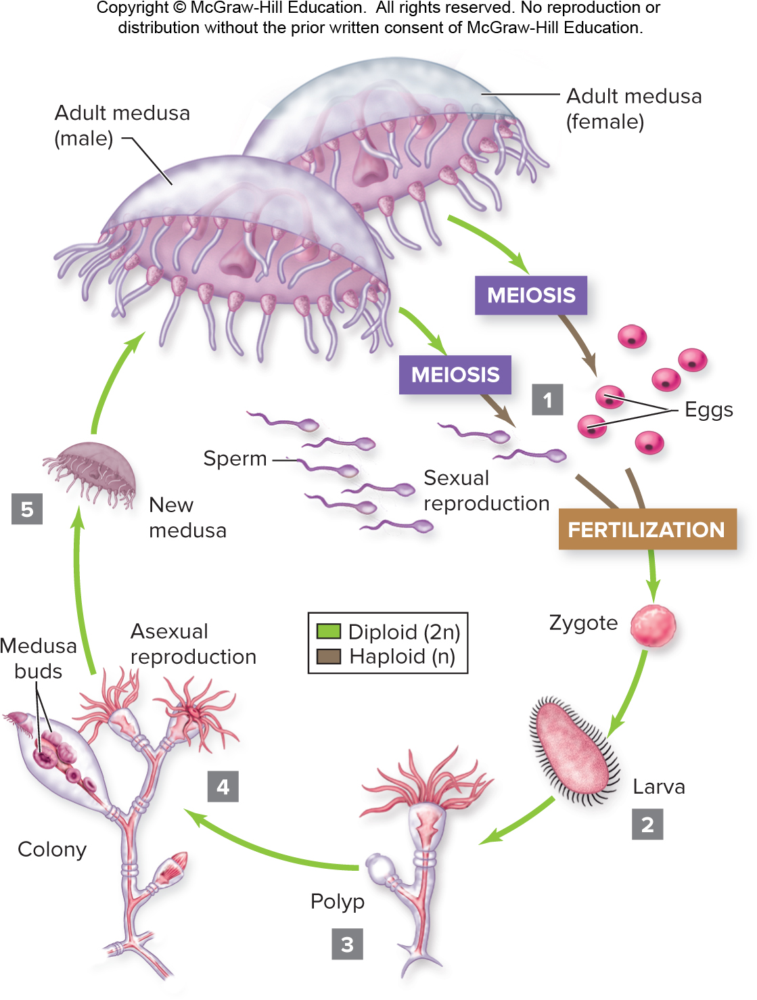 Copyright © McGraw-Hill Education.  All rights reserved. No reproduction or
distribution without the prior written consent of McGraw-Hill Education.
Adult medusa
(male)
Adult medusa
(female)
MEIOSIS
MEIOSIS
1
Eggs
Sperm
Sexual
reproduction
FERTILIZATION
5
New
medusa
Zygote
Diploid (2n)
Haploid (n)
Asexual
reproduction
Medusa
buds
4
Larva
2
Colony
Polyp
3